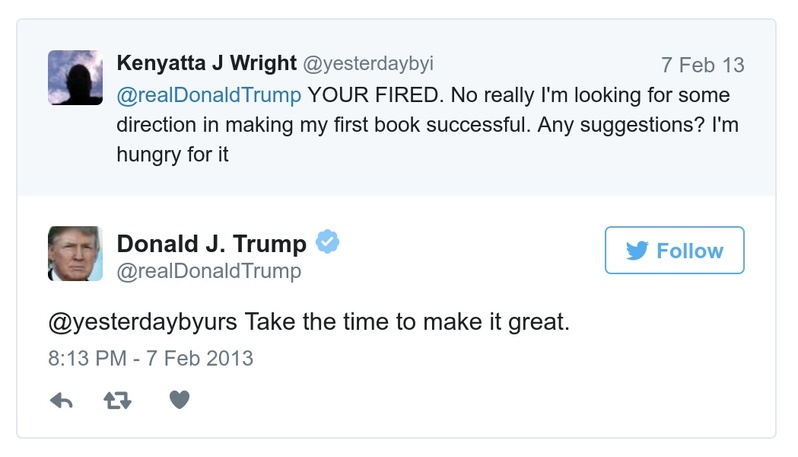 Kenyatta J Wright @yesterdaybyi 7 Feb 13
@realDonaldTrump YOUR FIRED. No really I'm looking for some
direction in making my first book successful. Any suggestions? I'm
hungry for it
Donald J. Trump
@realDonaldTrump
Follow
@yesterdaybyurs Take the time to make it great.
8:13 PM - 7 Feb 2013